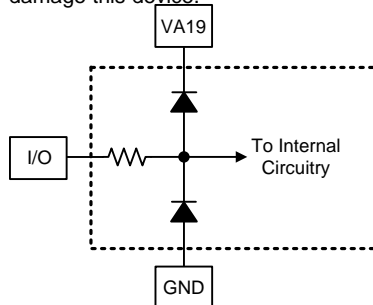 damage this device.
VA19
I/O
To Internal
Circuitry
GND